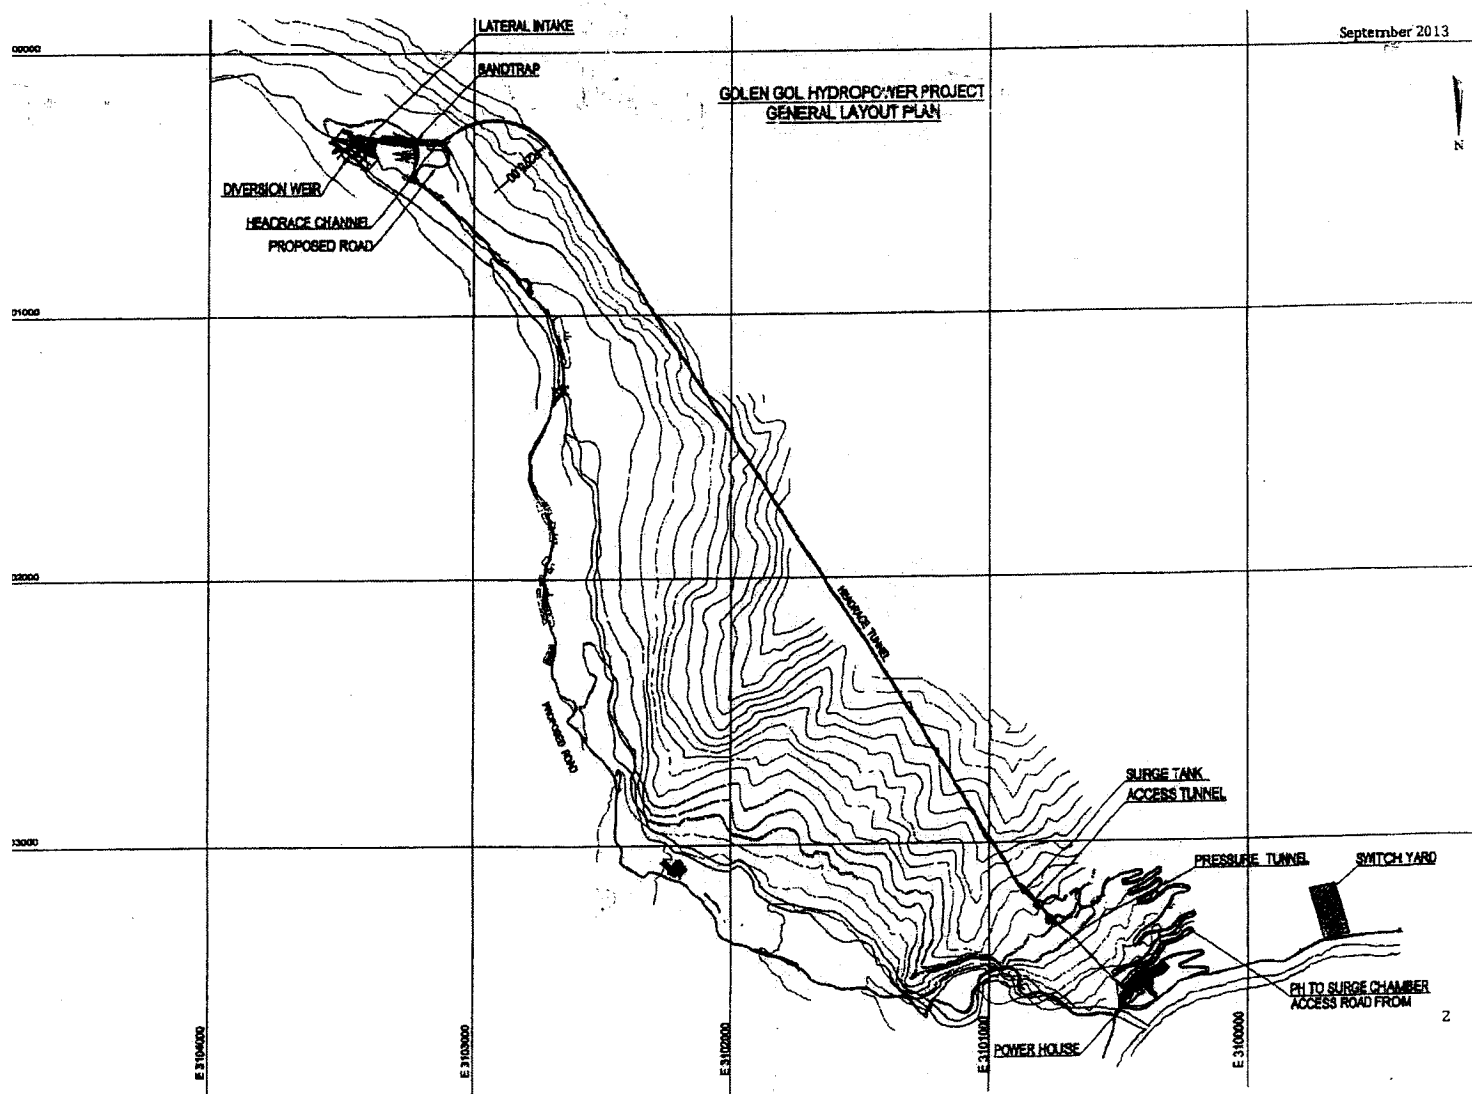 September 2013
LATERAL INTAKE
SANDTRAP
GOLEN GOL HYDROPOWER PROJECT
GENERAL LAYOUT PLAN
N
DIVERSION WEIR
HEADRACE CHANNEL
PROPOSED ROAD
HEADRACE TUNNEL
PROPOSED ROAD
SURGE TANK
ACCESS TUNNEL
PRESSURE TUNNEL
SWITCH YARD
PH TO SURGE CHAMBER
ACCESS ROAD FROM
POWER HOUSE
2
00000
01000
02000
03000
E 3104000
E 3103000
E 3102000
E 3101000
E 3100000